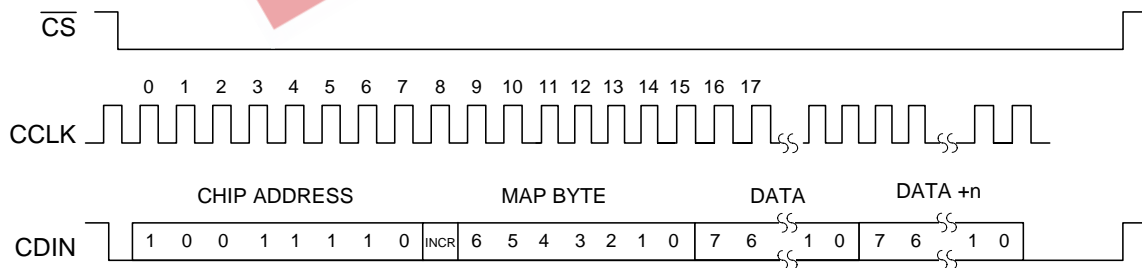 CS
0 1 2 3 4 5 6 7 8 9 10 11 12 13 14 15 16 17
CCLK
CHIP ADDRESS MAP BYTE DATA DATA +n
CDIN 1 0 0 1 1 1 1 0 INCR 6 5 4 3 2 1 0 7 6 1 0 7 6 1 0